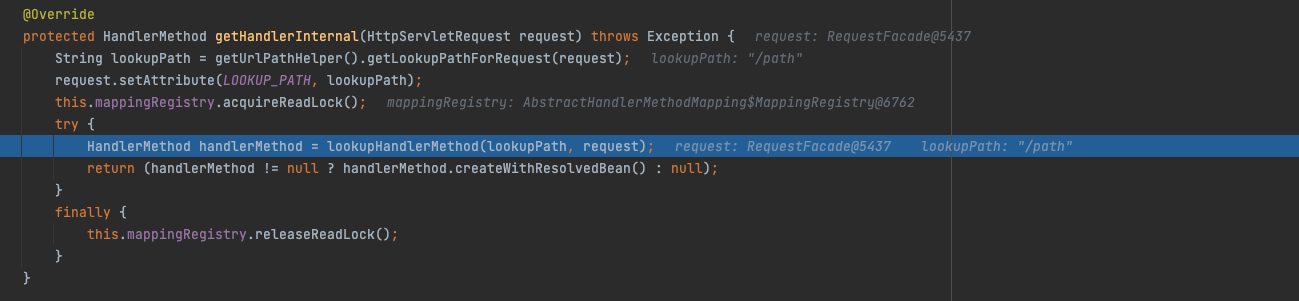 @Override
protected HandlerMethod getHandlerInternal(HttpServletRequest request) throws Exception { request: RequestFacade@5437
String lookupPath = getUrlPathHelper().getLookupPathForRequest(request); lookupPath: "/path"
request.setAttribute(LOOKUP_PATH, lookupPath);
this.mappingRegistry.acquireReadLock(); mappingRegistry: AbstractHandlerMethodMapping$MappingRegistry@6762
try {
HandlerMethod handlerMethod = lookupHandlerMethod(lookupPath, request); request: RequestFacade@5437 lookupPath: "/path"
return (handlerMethod != null ? handlerMethod.createWithResolvedBean() : null);
}
finally {
this.mappingRegistry.releaseReadLock();
}
}